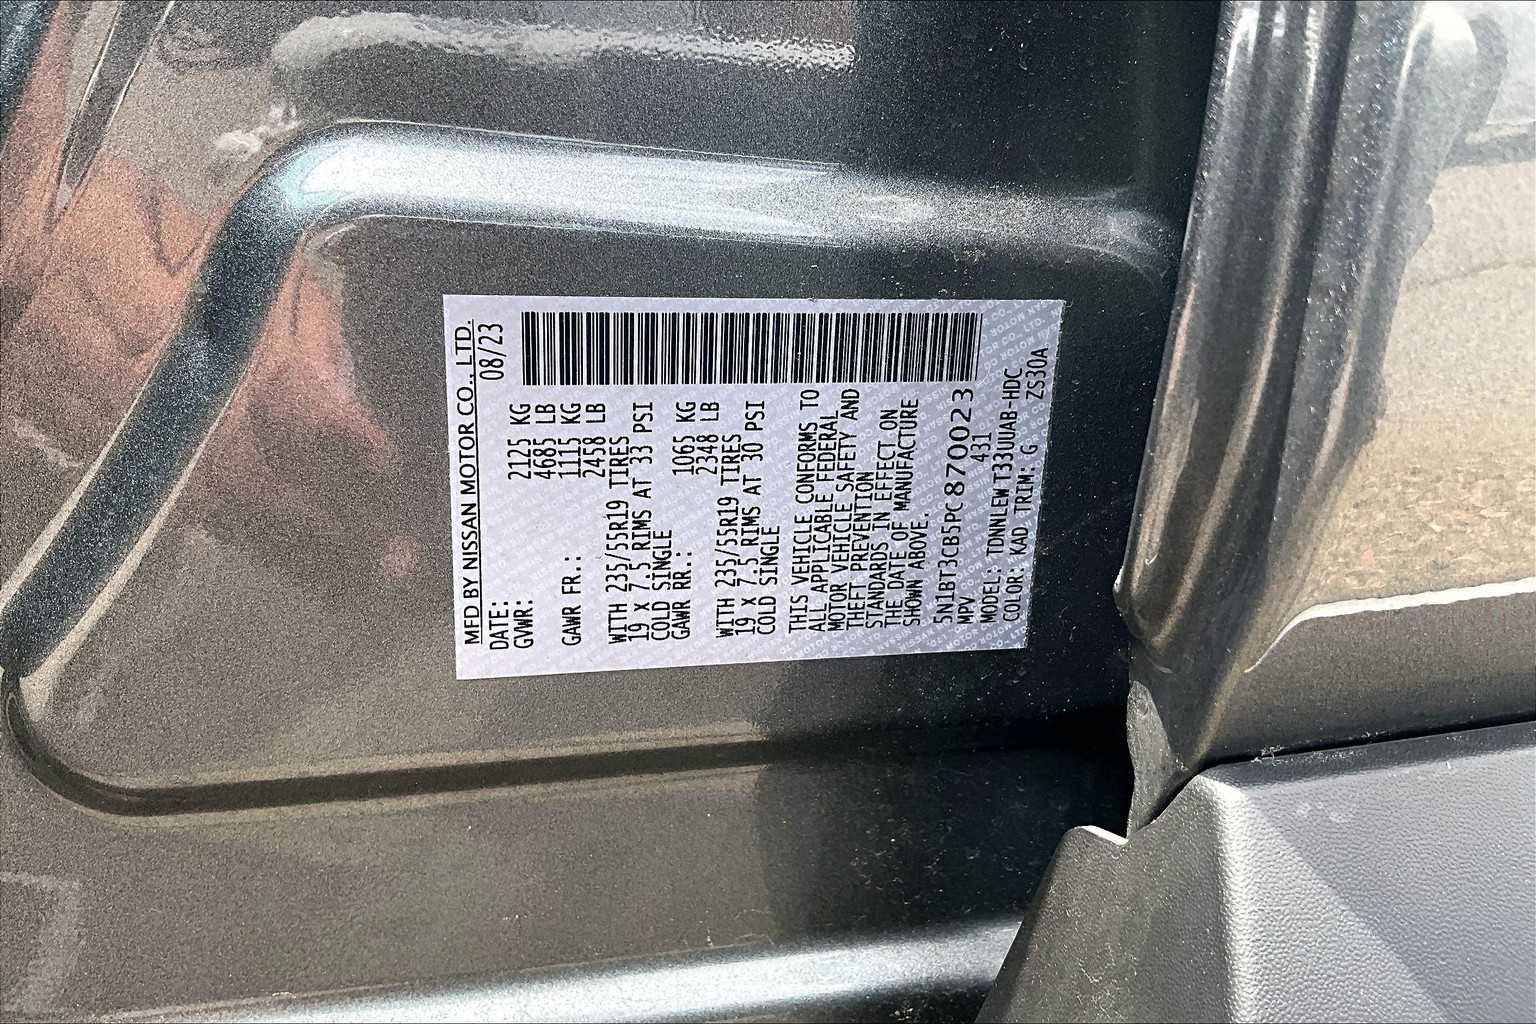 MFD BY NISSAN MOTOR CO., LTD.
DATE: 08/23
GVWR: 2125 KG
4685 LB
GAWR FR.: 1115 KG
2458 LB
WITH 235/55R19 TIRES
19 X 7.5 RIMS AT 33 PSI
COLD SINGLE
GAWR RR.: 1065 KG
2348 LB
WITH 235/55R19 TIRES
19 X 7.5 RIMS AT 30 PSI
COLD SINGLE
THIS VEHICLE CONFORMS TO
ALL APPLICABLE FEDERAL
MOTOR VEHICLE SAFETY AND
THEFT PREVENTION
STANDARDS IN EFFECT ON
THE DATE OF MANUFACTURE
SHOWN ABOVE.
5N1BT3CB5PC870023
MPV 431
MODEL: TDNNLEW T33UUAB-HDC
COLOR: KAD TRIM: G ZS30A